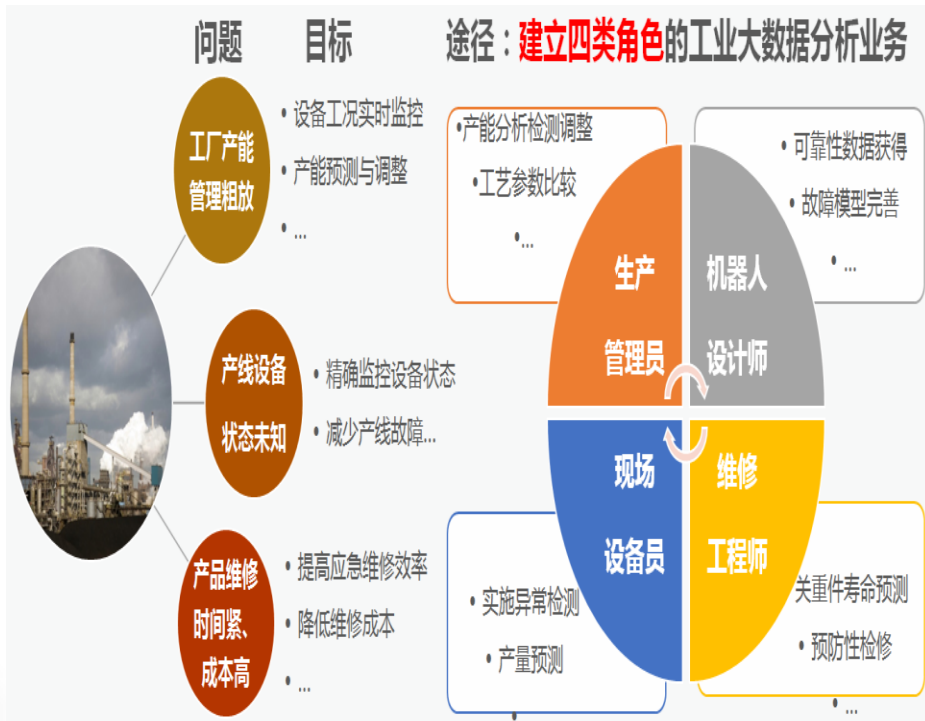 问题
目标
途径：建立四类角色的工业大数据分析业务
工厂产能
管理粗放
• 设备工况实时监控
• 产能预测与调整
• ...
产线设备
状态未知
• 精确监控设备状态
• 减少产线故障...
产品维修
时间紧、
成本高
• 提高应急维修效率
• 降低维修成本
• ...
•产能分析检测调整
•工艺参数比较
•...
生产
管理员
• 可靠性数据获得
• 故障模型完善
• ...
机器人
设计师
现场
设备员
• 实施异常检测
• 产量预测
•
维修
工程师
关重件寿命预测
• 预防性检修
• ...